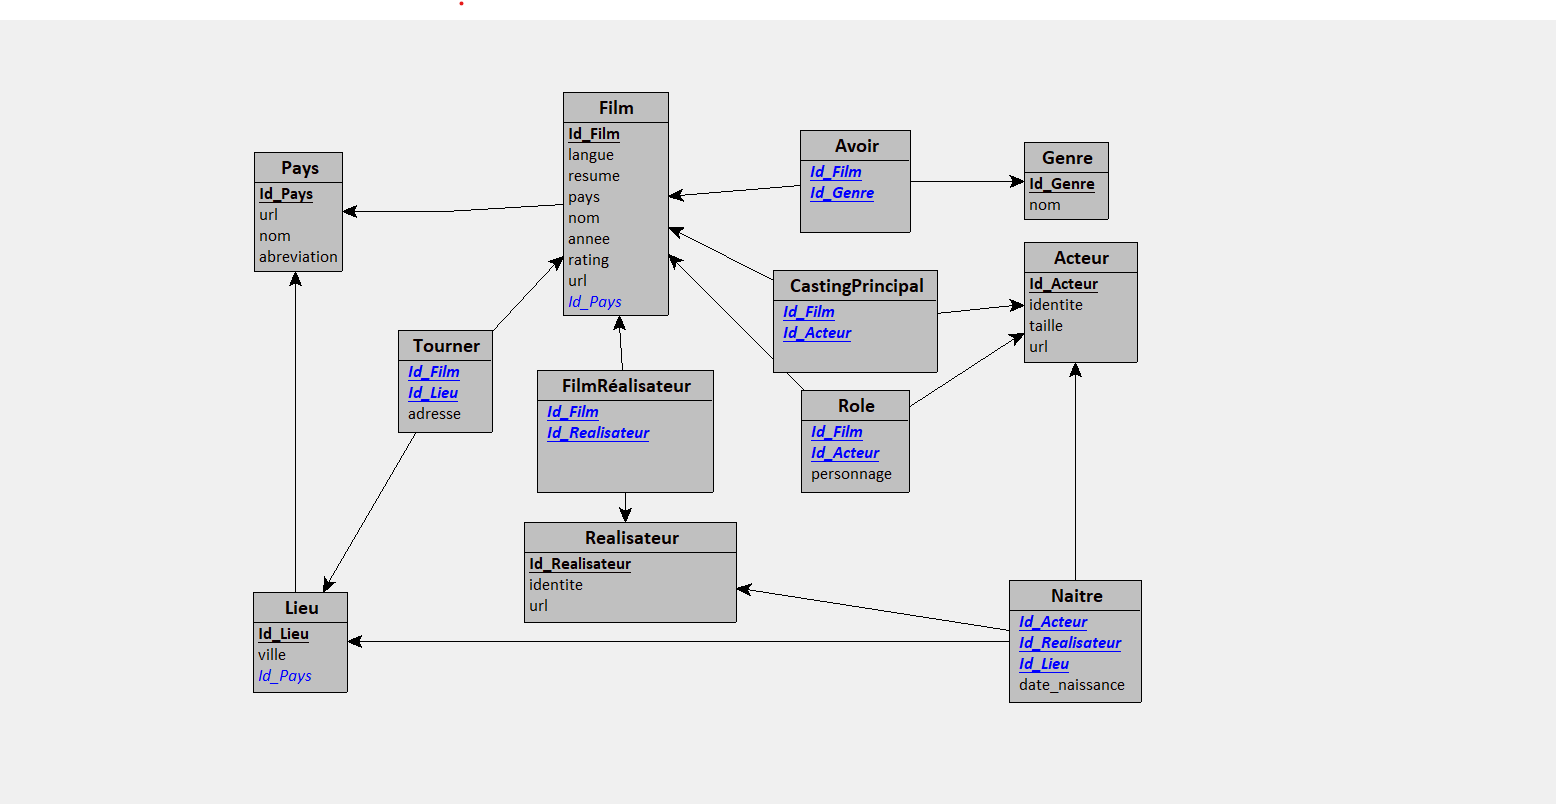 Film
Id_Film
langue
resume
pays
nom
annee
rating
url
Id_Pays
Pays
Id_Pays
url
nom
abreviation
Avoir
Id_Film
Id_Genre
Genre
Id_Genre
nom
Acteur
Id_Acteur
identite
taille
url
CastingPrincipal
Id_Film
Id_Acteur
Tourner
Id_Film
Id_Lieu
adresse
FilmRéalisateur
Id_Film
Id_Realisateur
Role
Id_Film
Id_Acteur
personnage
Realisateur
Id_Realisateur
identite
url
Lieu
Id_Lieu
ville
Id_Pays
Naitre
Id_Acteur
Id_Realisateur
Id_Lieu
date_naissance